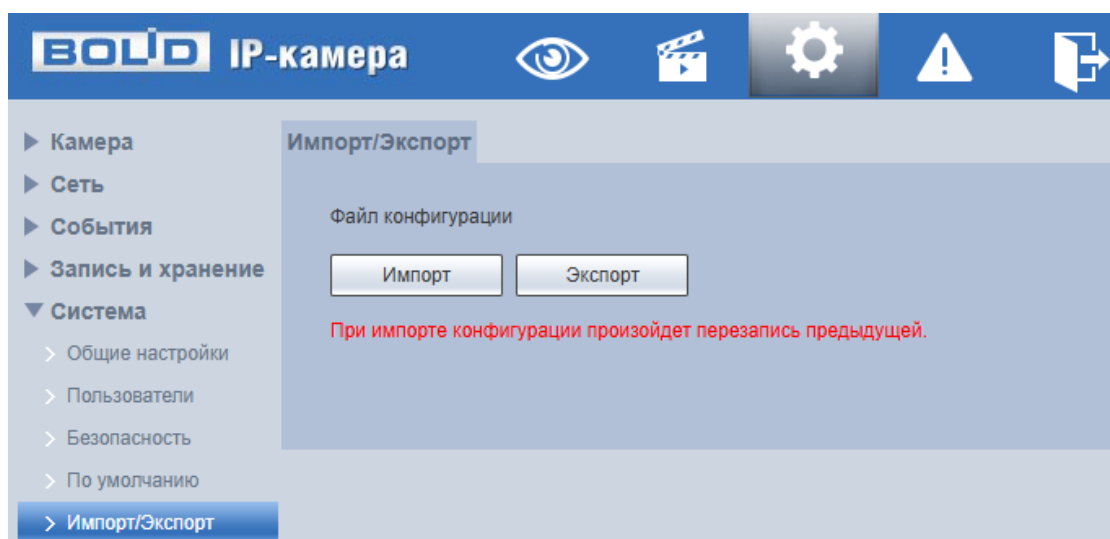 BOLID IP-камера
Камера
Сеть
События
Запись и хранение
Система
Общие настройки
Пользователи
Безопасность
По умолчанию
Импорт/Экспорт
Импорт/Экспорт
Файл конфигурации
Импорт Экспорт
При импорте конфигурации произойдет перезапись предыдущей.